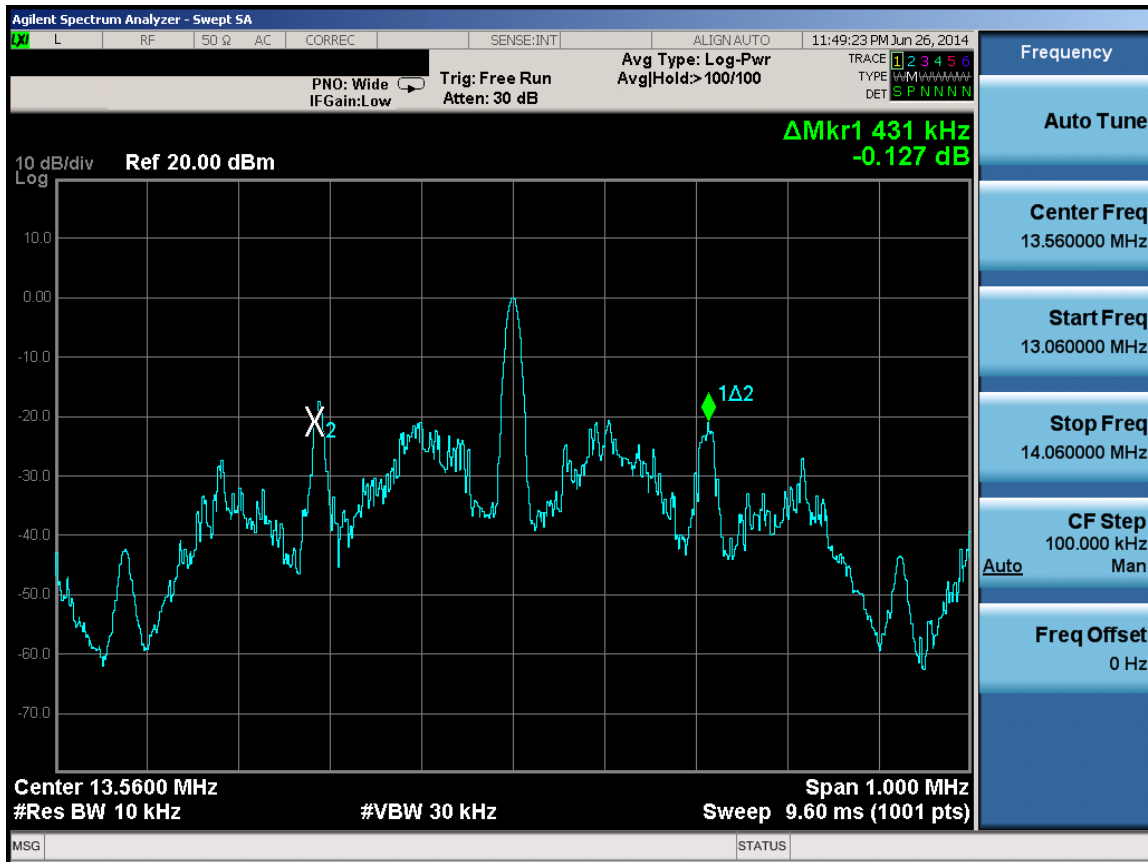 Agilent Spectrum Analyzer - Swept SA
LXI L RF 50 Ω AC CORREC SENSE:INT ALIGN AUTO 11:49:23 PM Jun 26, 2014
PNO: Wide Trig: Free Run Avg Type: Log-Pwr TRACE 1 2 3 4 5 6
IFGain:Low Atten: 30 dB Avg|Hold:>100/100 TYPE WMWWWWW
DET S P N N N N
ΔMkr1 431 kHz
-0.127 dB
10 dB/div Ref 20.00 dBm
Log
10.0
0.00
-10.0
-20.0
-30.0
-40.0
-50.0
-60.0
-70.0
2
1Δ2
Center 13.5600 MHz Span 1.000 MHz
#Res BW 10 kHz #VBW 30 kHz Sweep 9.60 ms (1001 pts)
MSG STATUS
Frequency
Auto Tune
Center Freq
13.560000 MHz
Start Freq
13.060000 MHz
Stop Freq
14.060000 MHz
CF Step
100.000 kHz
Auto Man
Freq Offset
0 Hz